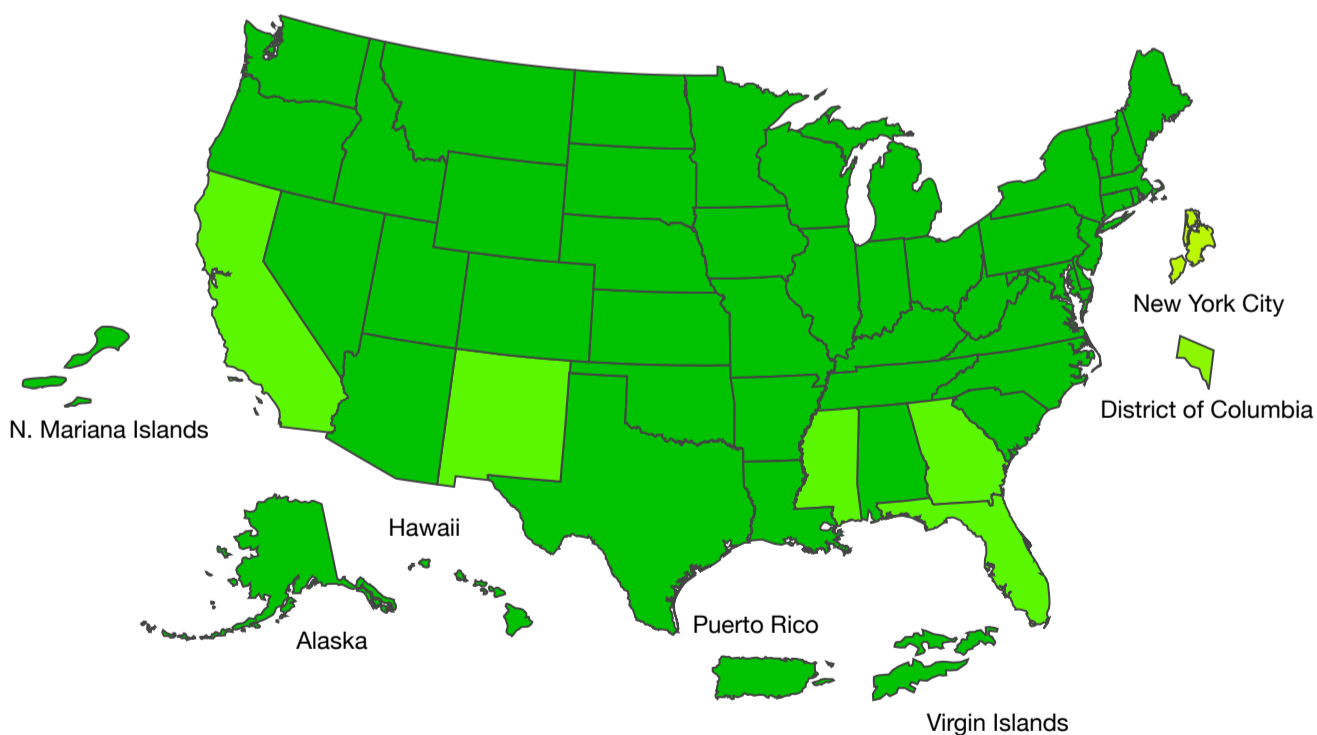 New York City
District of Columbia
N. Mariana Islands
Hawaii
Alaska
Puerto Rico
Virgin Islands